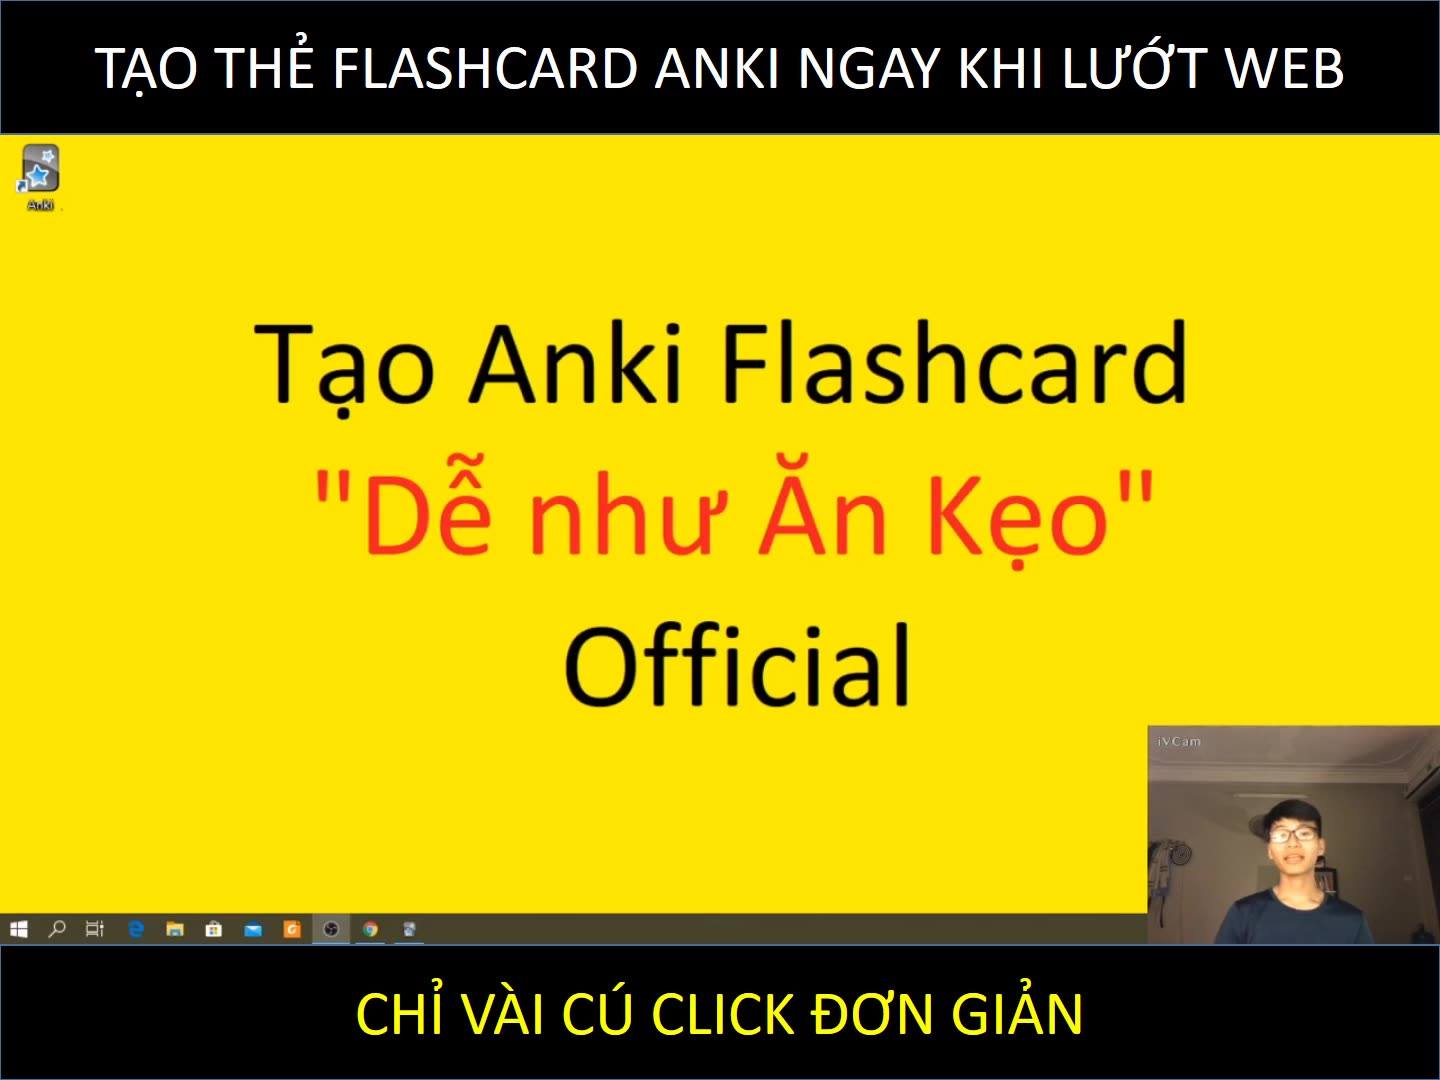 TẠO THẺ FLASHCARD ANKI NGAY KHI LƯỚT WEB
Anki
Tạo Anki Flashcard
"Dễ như Ăn Kẹo"
Official
iVCam
CHỈ VÀI CÚ CLICK ĐƠN GIẢN